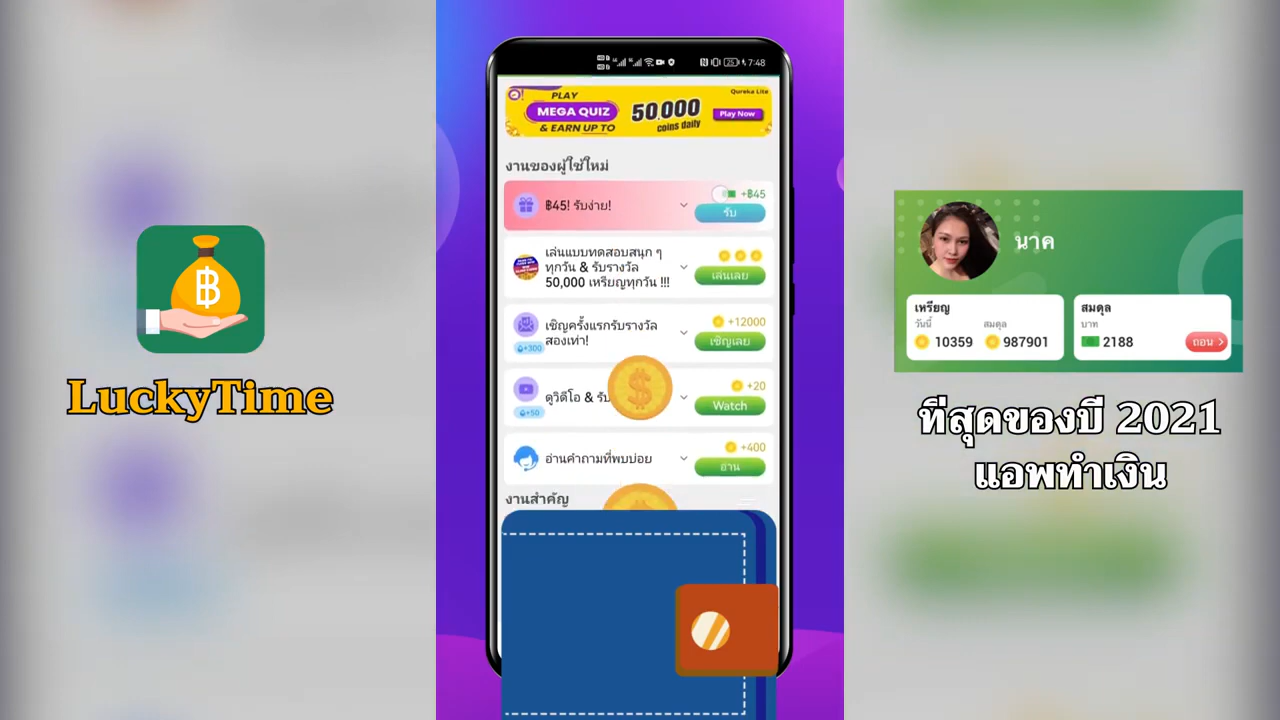 7:48
PLAY
MEGA QUIZ
& EARN UP TO
50,000
coins daily
Qureka Lite
Play Now
งานของผู้ใช้ใหม่
฿45! รับง่าย!
+฿45
รับ
เล่นแบบทดสอบสนุก ๆ
ทุกวัน & รับรางวัล
50,000 เหรียญทุกวัน !!!
เล่นเลย
เชิญครั้งแรกรับรางวัล
สองเท่า!
+300
+12000
เชิญเลย
ดูวิดีโอ & รับ
+50
+20
Watch
อ่านคำถามที่พบบ่อย
+400
อ่าน
งานสำคัญ
฿
LuckyTime
นาค
เหรียญ
วันนี้
สมดุล
10359
987901
สมดุล
บาท
2188
ถอน >
ที่สุดของปี 2021
แอพทำเงิน